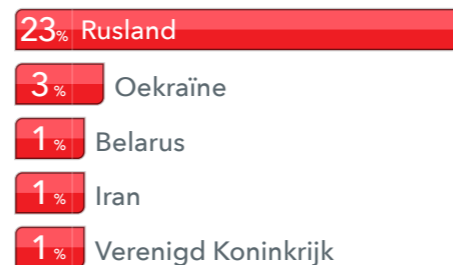 23% Rusland
3% Oekraïne
1% Belarus
1% Iran
1% Verenigd Koninkrijk